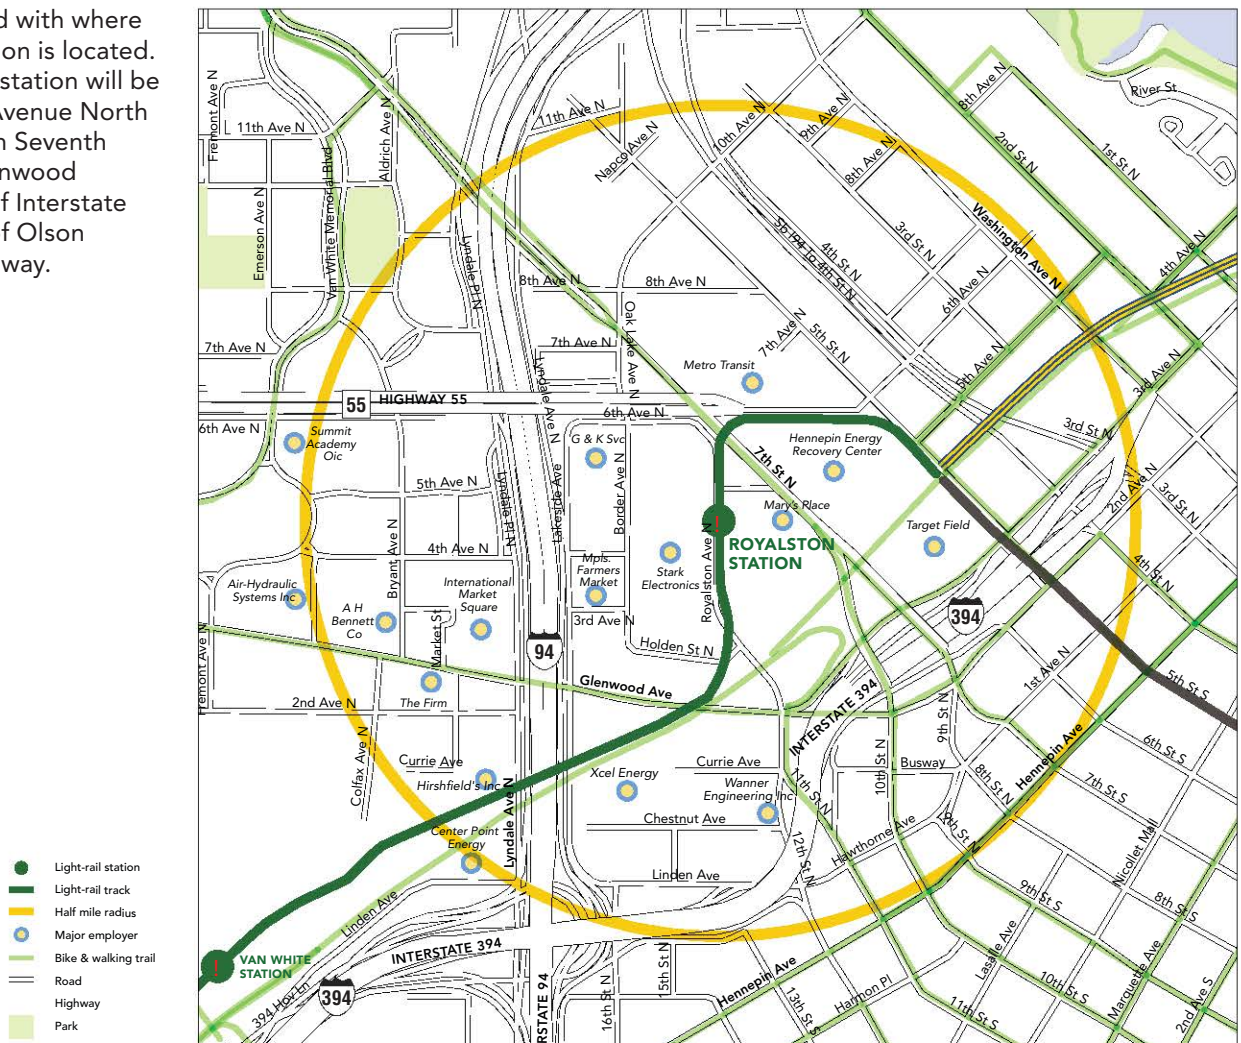 d with where
on is located.
station will be
Avenue North
n Seventh
nwood
f Interstate
f Olson
way.
Fremont Ave N
11th Ave N
Aldrich Ave N
Van White Memorial Blvd
Emerson Ave N
Lyndale Pl N
11th Ave N
Napco Ave N
10th Ave N
9th Ave N
8th Ave N
8th Ave N
2nd St N
1st St N
River St
Washington Ave N
Sb I94 To 4th St N
4th St N
3rd St N
6th Ave N
4th Ave N
8th Ave N
8th Ave N
Oak Lake Ave N
7th Ave N
7th Ave N
5th St N
5th Ave N
3rd Ave N
7th Ave N
Lyndale Ave N
Metro Transit
55
HIGHWAY 55
6th Ave N
6th Ave N
Summit
Academy
Oic
G & K Svc
Hennepin Energy
Recovery Center
3rd St N
7th St N
Border Ave N
Lakeside Ave
Lyndale Pl N
5th Ave N
Mary's Place
2nd Ave N
3rd St N
Target Field
ROYALSTON
STATION
Royalston Ave N
Bryant Ave N
4th Ave N
Mpls.
Farmers
Market
Stark
Electronics
4th St N
Air-Hydraulic
Systems Inc
International
Market
Square
A H
Bennett
Co
Market St
3rd Ave N
394
94
Holden St N
Fremont Ave N
Glenwood Ave
1st Ave N
5th St S
2nd Ave N
The Firm
INTERSTATE 394
9th St N
Hennepin Ave
6th St S
Colfax Ave N
Currie Ave
Hirshfield's Inc
Xcel Energy
Currie Ave
Wanner
Engineering Inc
11th St N
10th St N
Busway
8th St N
7th St S
Lyndale Ave N
Center Point
Energy
Chestnut Ave
12th St N
Hawthorne Ave
9th St N
Nicollet Mall
Linden Ave
Linden Ave
9th St S
8th St S
Light-rail station
Light-rail track
Half mile radius
Major employer
Bike & walking trail
Road
Highway
Park
VAN WHITE
STATION
394 Hov Ln
394
INTERSTATE 394
RSTATE 94
16th St N
15th St N
Hennepin Ave
13th St S
Harmon Pl
Lasalle Ave
11th St S
10th St S
Marquette Ave
2nd Ave S